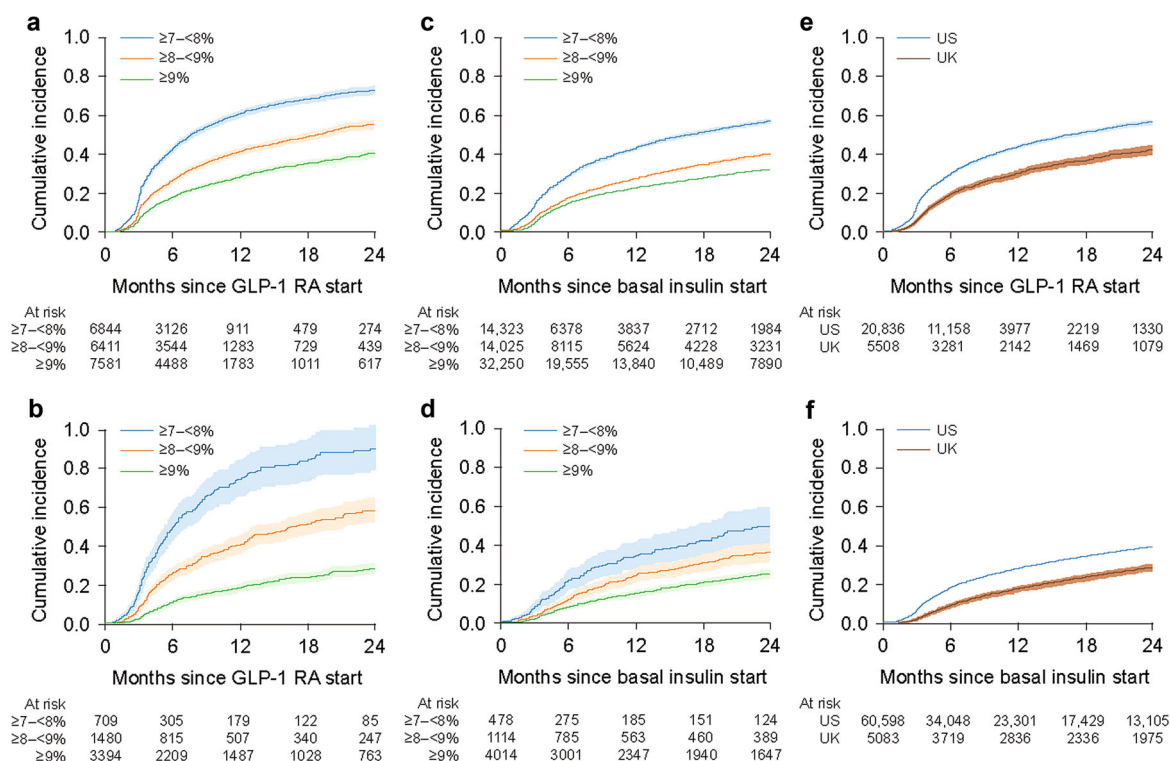 a
≥7–<8%
≥8–<9%
≥9%
Cumulative incidence
1.0
0.8
0.6
0.4
0.2
0.0
0 6 12 18 24
Months since GLP-1 RA start
At risk
≥7–<8% 6844 3126 911 479 274
≥8–<9% 6411 3544 1283 729 439
≥9% 7581 4488 1783 1011 617
c
≥7–<8%
≥8–<9%
≥9%
Cumulative incidence
1.0
0.8
0.6
0.4
0.2
0.0
0 6 12 18 24
Months since basal insulin start
At risk
≥7–<8% 14,323 6378 3837 2712 1984
≥8–<9% 14,025 8115 5624 4228 3231
≥9% 32,250 19,555 13,840 10,489 7890
e
US
UK
Cumulative incidence
1.0
0.8
0.6
0.4
0.2
0.0
0 6 12 18 24
Months since GLP-1 RA start
At risk
US 20,836 11,158 3977 2219 1330
UK 5508 3281 2142 1469 1079
b
≥7–<8%
≥8–<9%
≥9%
Cumulative incidence
1.0
0.8
0.6
0.4
0.2
0.0
0 6 12 18 24
Months since GLP-1 RA start
At risk
≥7–<8% 709 305 179 122 85
≥8–<9% 1480 815 507 340 247
≥9% 3394 2209 1487 1028 763
d
≥7–<8%
≥8–<9%
≥9%
Cumulative incidence
1.0
0.8
0.6
0.4
0.2
0.0
0 6 12 18 24
Months since basal insulin start
At risk
≥7–<8% 478 275 185 151 124
≥8–<9% 1114 785 563 460 389
≥9% 4014 3001 2347 1940 1647
f
US
UK
Cumulative incidence
1.0
0.8
0.6
0.4
0.2
0.0
0 6 12 18 24
Months since basal insulin start
At risk
US 60,598 34,048 23,301 17,429 13,105
UK 5083 3719 2836 2336 1975